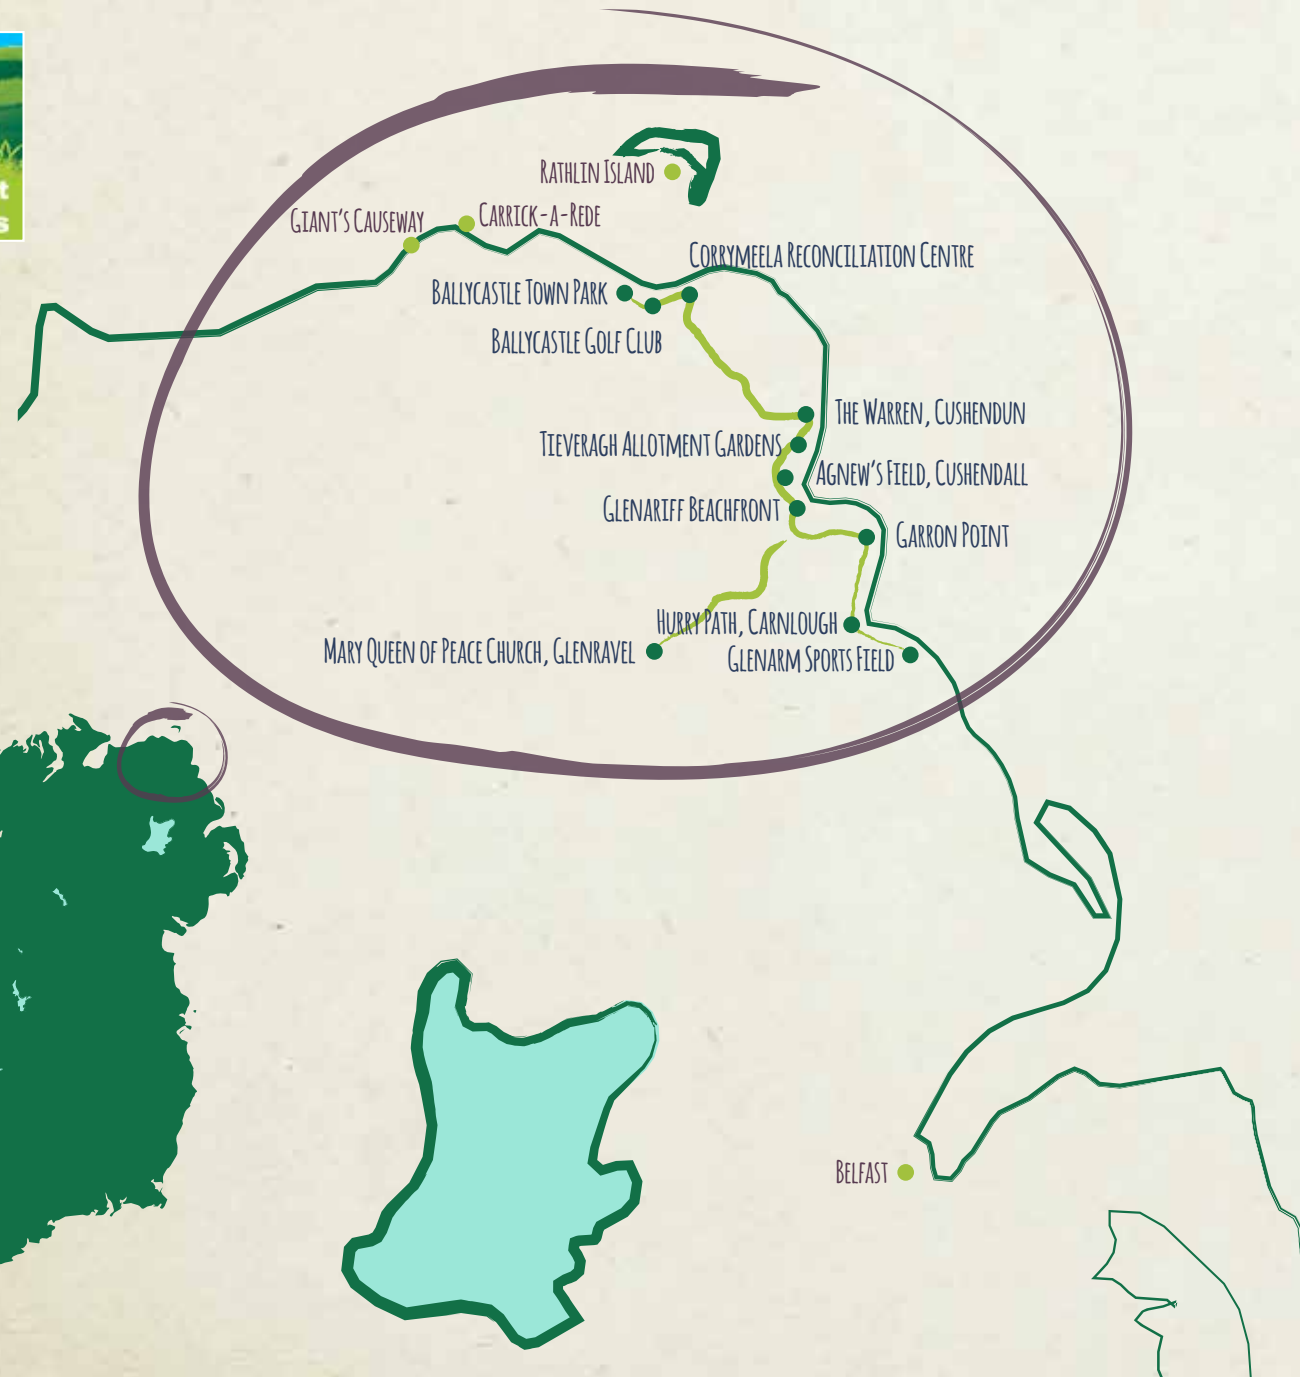 t
s
Rathlin Island
Giant's Causeway
Carrick-a-Rede
Corrymeela Reconciliation Centre
Ballycastle Town Park
Ballycastle Golf Club
The Warren, Cushendun
Tieveragh Allotment Gardens
Agnew's Field, Cushendall
Glenariff Beachfront
Garron Point
Hurry Path, Carnlough
Mary Queen of Peace Church, Glenravel
Glenarm Sports Field
Belfast